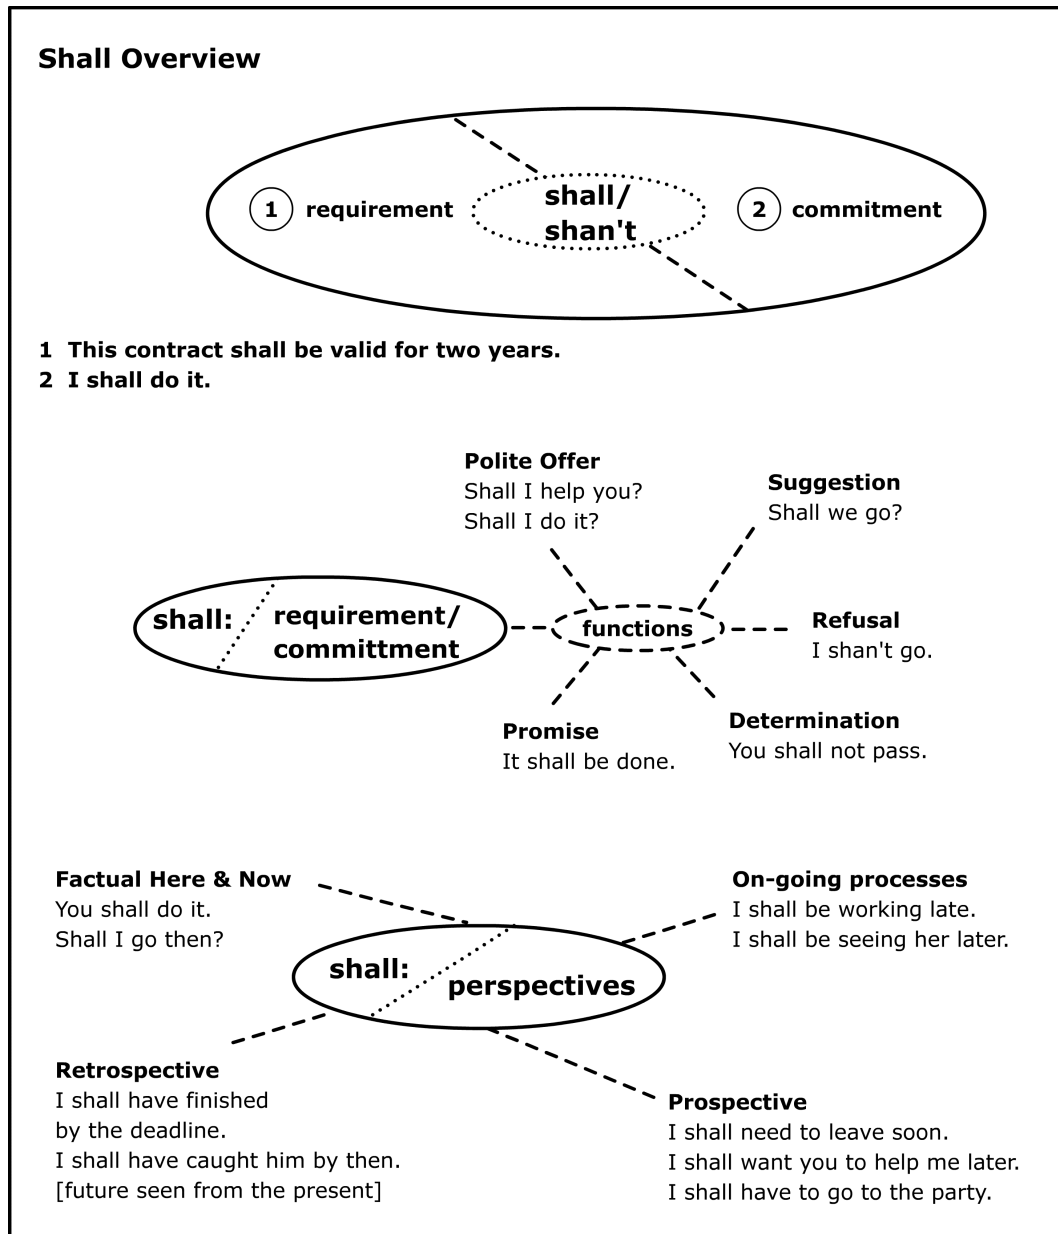 Shall Overview
1 requirement
shall/
shan't
2 commitment
1 This contract shall be valid for two years.
2 I shall do it.
Polite Offer
Shall I help you?
Shall I do it?
Suggestion
Shall we go?
shall:
requirement/
committment
functions
Refusal
I shan't go.
Promise
It shall be done.
Determination
You shall not pass.
Factual Here & Now
You shall do it.
Shall I go then?
On-going processes
I shall be working late.
I shall be seeing her later.
shall:
perspectives
Retrospective
I shall have finished
by the deadline.
I shall have caught him by then.
[future seen from the present]
Prospective
I shall need to leave soon.
I shall want you to help me later.
I shall have to go to the party.